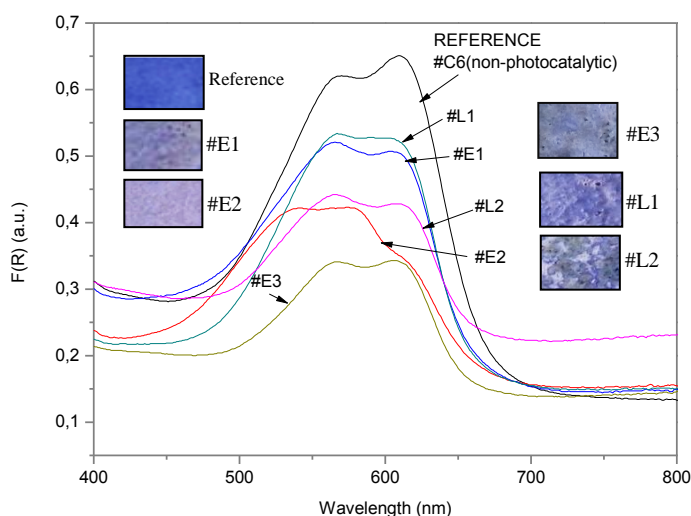 0,7
0,6
0,5
0,4
0,3
0,2
0,1
F(R) (a.u.)
400
500
600
700
800
Wavelength (nm)
Reference
#E1
#E2
REFERENCE
#C6(non-photocatalytic)
#L1
#E1
#L2
#E2
#E3
#E3
#L1
#L2